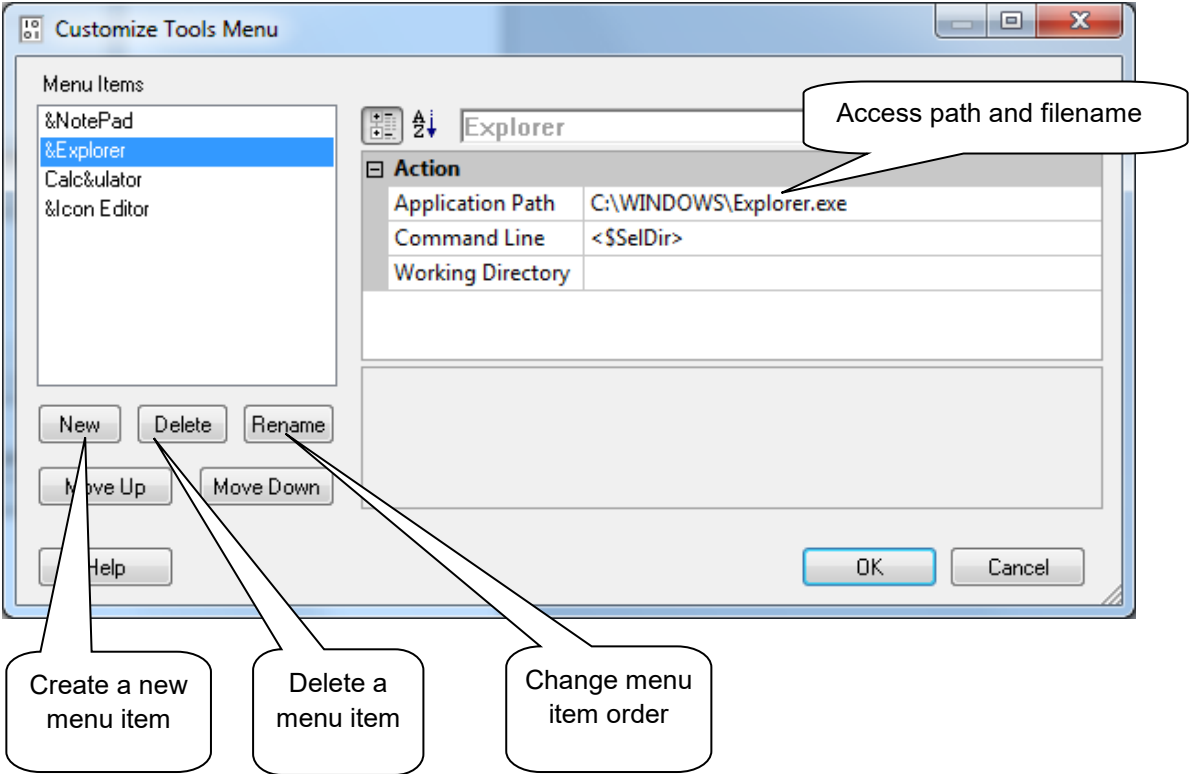 Customize Tools Menu
Menu Items
&NotePad
&Explorer
Calc&ulator
&Icon Editor
Explorer
Access path and filename
Action
Application Path C:\WINDOWS\Explorer.exe
Command Line <$SelDir>
Working Directory
New Delete Rename
Move Up Move Down
Help OK Cancel
Create a new
menu item
Delete a
menu item
Change menu
item order